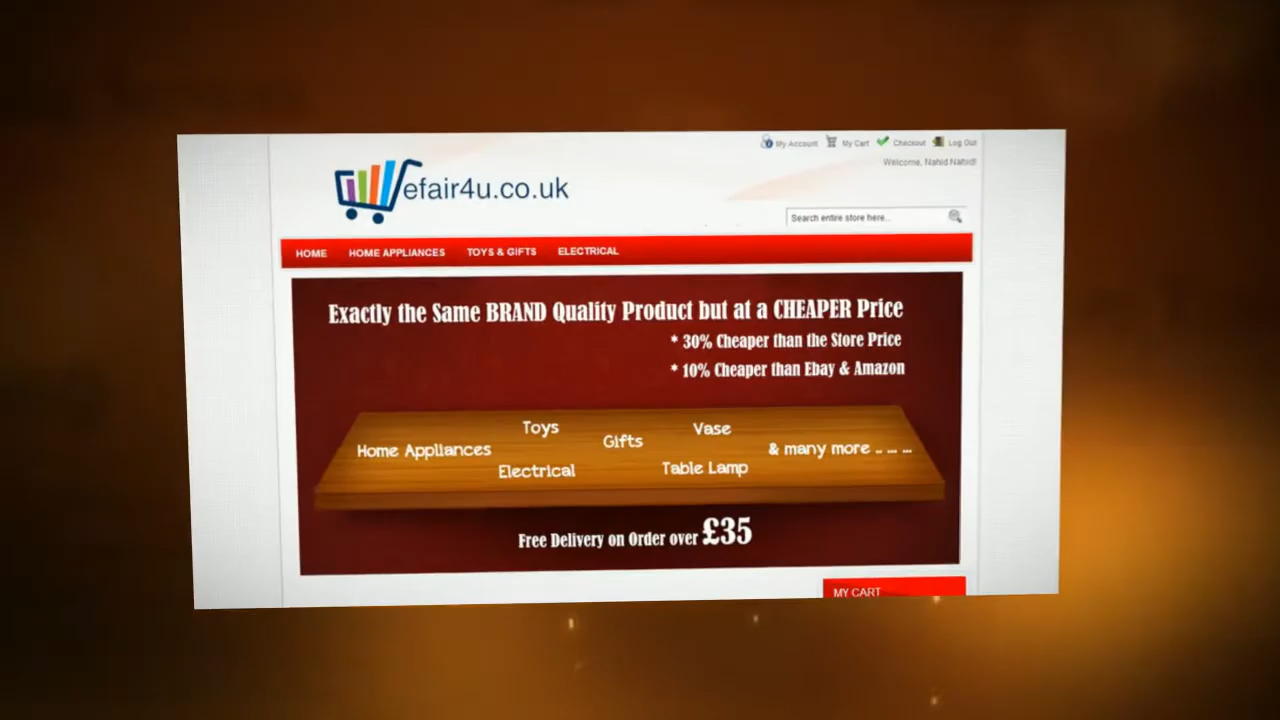 My Account My Cart Checkout Log Out
Welcome, Nahid Nahid!
efair4u.co.uk
Search entire store here...
HOME HOME APPLIANCES TOYS & GIFTS ELECTRICAL
Exactly the Same BRAND Quality Product but at a CHEAPER Price
* 30% Cheaper than the Store Price
* 10% Cheaper than Ebay & Amazon
Toys Vase
Home Appliances Gifts & many more .. ... ...
Electrical Table Lamp
Free Delivery on Order over £35
MY CART